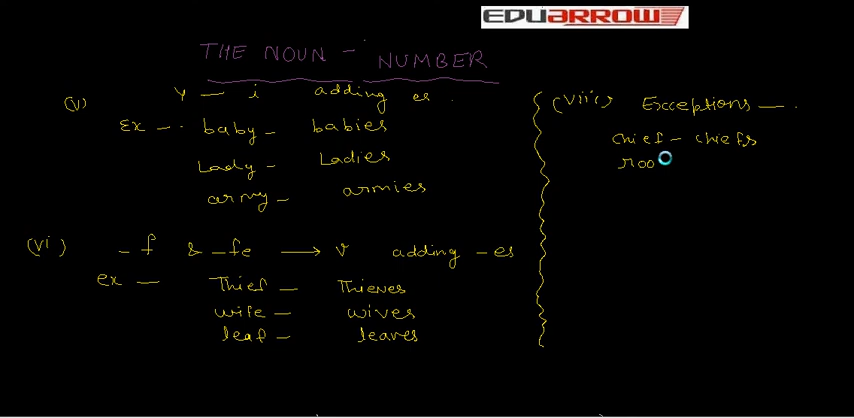 EDUARROW
THE NOUN - NUMBER
(V) Y - i adding es.
Ex - baby - babies
Lady - Ladies
army - armies
(vi) - f & - fe → v adding - es
ex - Thief - Thieves
wife - wives
leaf - leaves
Exceptions -
chief - chiefs
roo